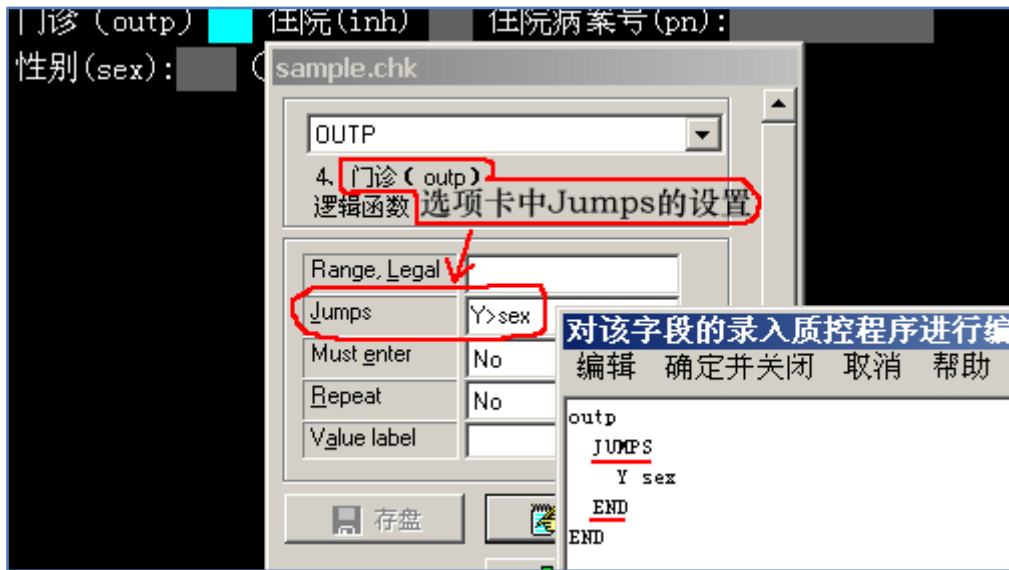 门诊（outp） 住院(inh) 住院病案号(pn):
性别(sex): (
sample.chk
OUTP
4. 门诊（outp）
逻辑函数
选项卡中Jumps的设置
Range, Legal
Jumps Y>sex
Must enter No
Repeat No
Value label
存盘
对该字段的录入质控程序进行编
编辑 确定并关闭 取消 帮助
outp
JUMPS
Y sex
END
END